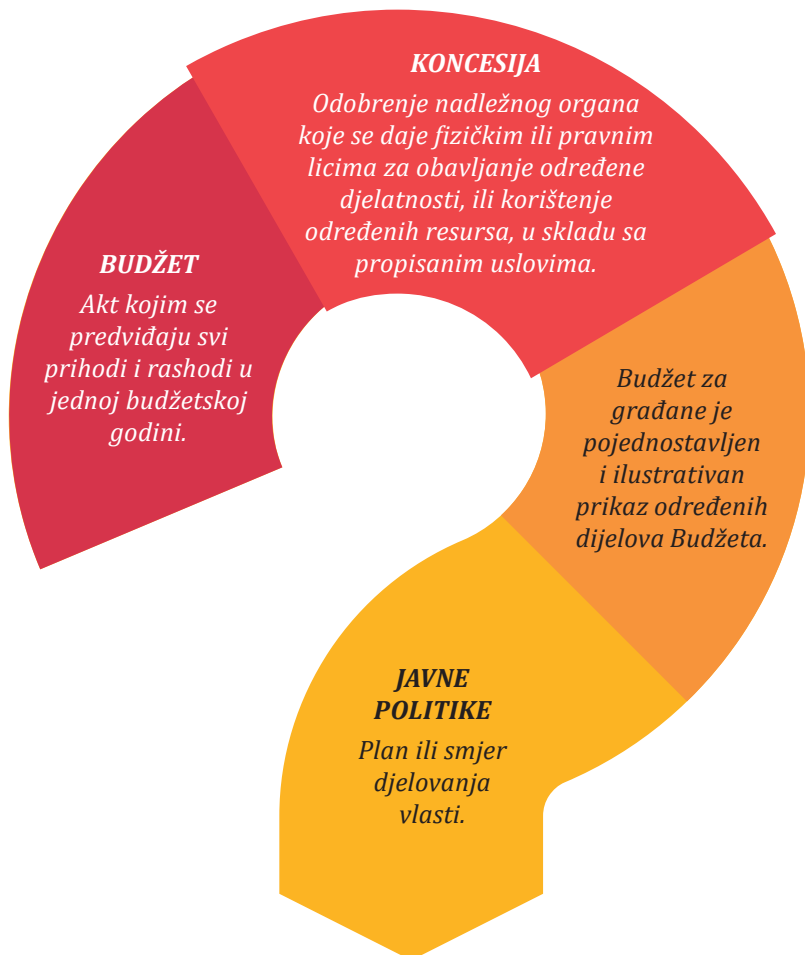 BUDŽET
Akt kojim se
predviđaju svi
prihodi i rashodi u
jednoj budžetskoj
godini.
KONCESIJA
Odobrenje nadležnog organa
koje se daje fizičkim ili pravnim
licima za obavljanje određene
djelatnosti, ili korištenje
određenih resursa, u skladu sa
propisanim uslovima.
Budžet za
građane je
pojednostavljen
i ilustrativan
prikaz određenih
dijelova Budžeta.
JAVNE
POLITIKE
Plan ili smjer
djelovanja
vlasti.